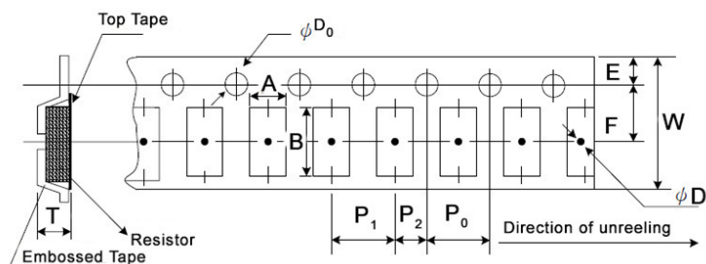 Top Tape
ϕD₀
A
E
B
F
W
ϕD
T
P₁
P₂
P₀
Direction of unreeling
Resistor
Embossed Tape